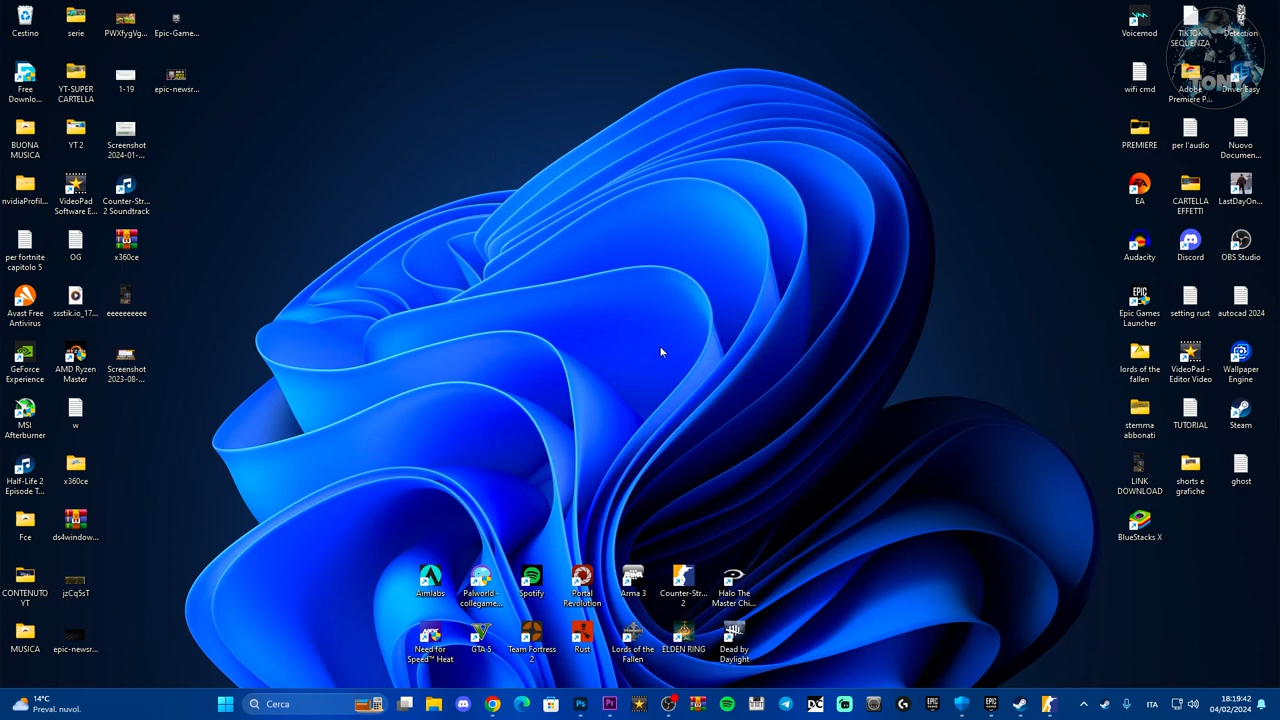 Cestino
serie
PWXfygVg...
Epic-Game...
Free
Downlo...
YT-SUPER
CARTELLA
1-19
epic-newsr...
BUONA
MUSICA
YT 2
Screenshot
2024-01-...
nvidiaProfil...
VideoPad
Software E...
Counter-Str...
2 Soundtrack
per fortnite
capitolo 5
OG
x360ce
Avast Free
Antivirus
ssstik.io_17...
eeeeeeeeee
GeForce
Experience
AMD Ryzen
Master
Screenshot
2023-08-...
MSI
Afterburner
w
Half-Life 2
Episode T...
x360ce
Fce
ds4window...
CONTENUTO
YT
jzCq5sT
MUSICA
epic-newsr...
Aimlabs
Palworld -
collegame...
Spotify
Portal
Revolution
Arma 3
Counter-Str...
2
Halo The
Master Chi...
Need for
Speed™ Heat
GTA 5
Team Fortress
2
Rust
Lords of the
Fallen
ELDEN RING
Dead by
Daylight
Voicemod
TIKTOK
SEQUENZA
Detection
wifi cmd
Adobe
Premiere P...
Driver Easy
TONY
PREMIERE
per l'audio
Nuovo
Documen...
EA
CARTELLA
EFFETTI
LastDayOn...
Audacity
Discord
OBS Studio
EPIC
Epic Games
Launcher
setting rust
autocad 2024
lords of the
fallen
VideoPad -
Editor Video
Wallpaper
Engine
stemma
abbonati
TUTORIAL
Steam
LINK
DOWNLOAD
shorts e
grafiche
ghost
BlueStacks X
14°C
Preval. nuvol.
Cerca
ITA
18:19:42
04/02/2024